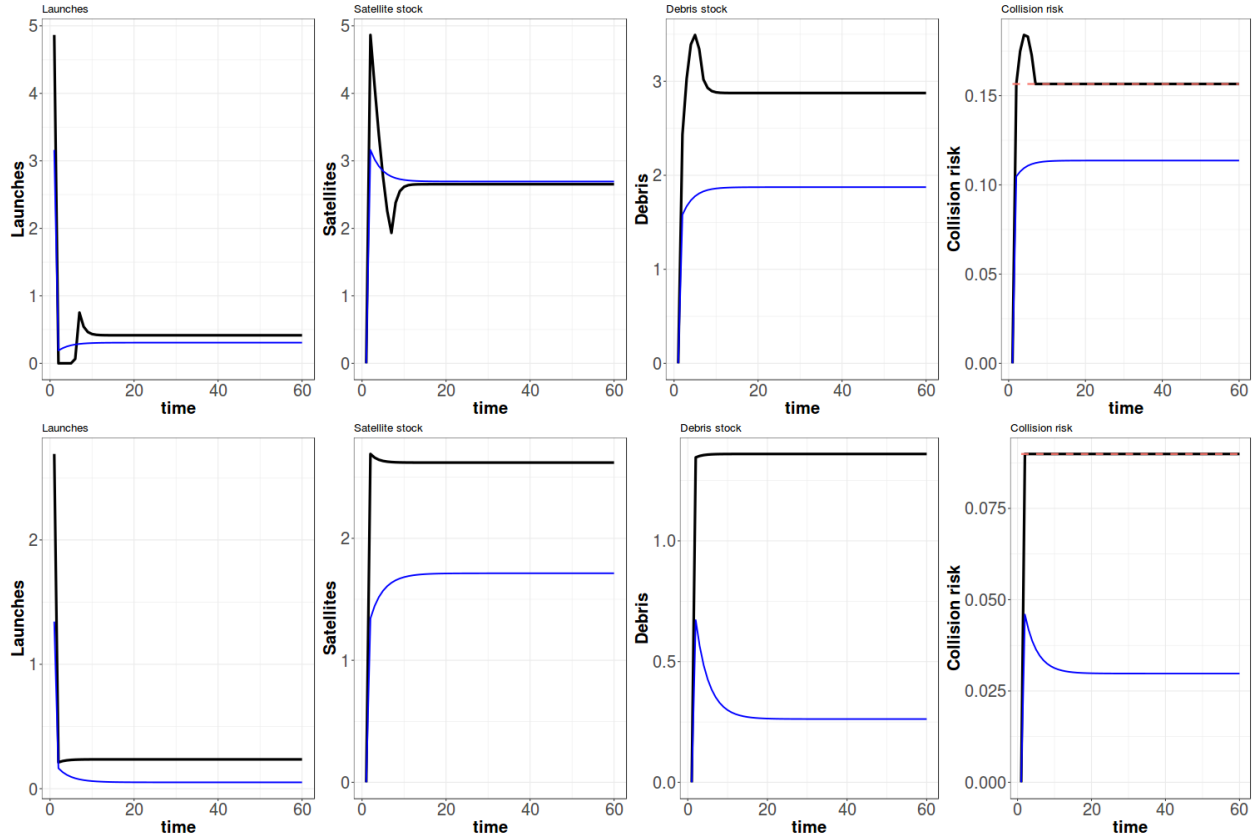 Launches
Satellite stock
Debris stock
Collision risk
5
4
3
2
1
0
Launches
0 20 40 60
time
5
4
3
2
1
0
Satellites
0 20 40 60
time
3
2
1
0
Debris
0 20 40 60
time
0.15
0.10
0.05
0.00
Collision risk
0 20 40 60
time
Launches
Satellite stock
Debris stock
Collision risk
2
1
0
Launches
0 20 40 60
time
2
1
0
Satellites
0 20 40 60
time
1.0
0.5
0.0
Debris
0 20 40 60
time
0.075
0.050
0.025
0.000
Collision risk
0 20 40 60
time